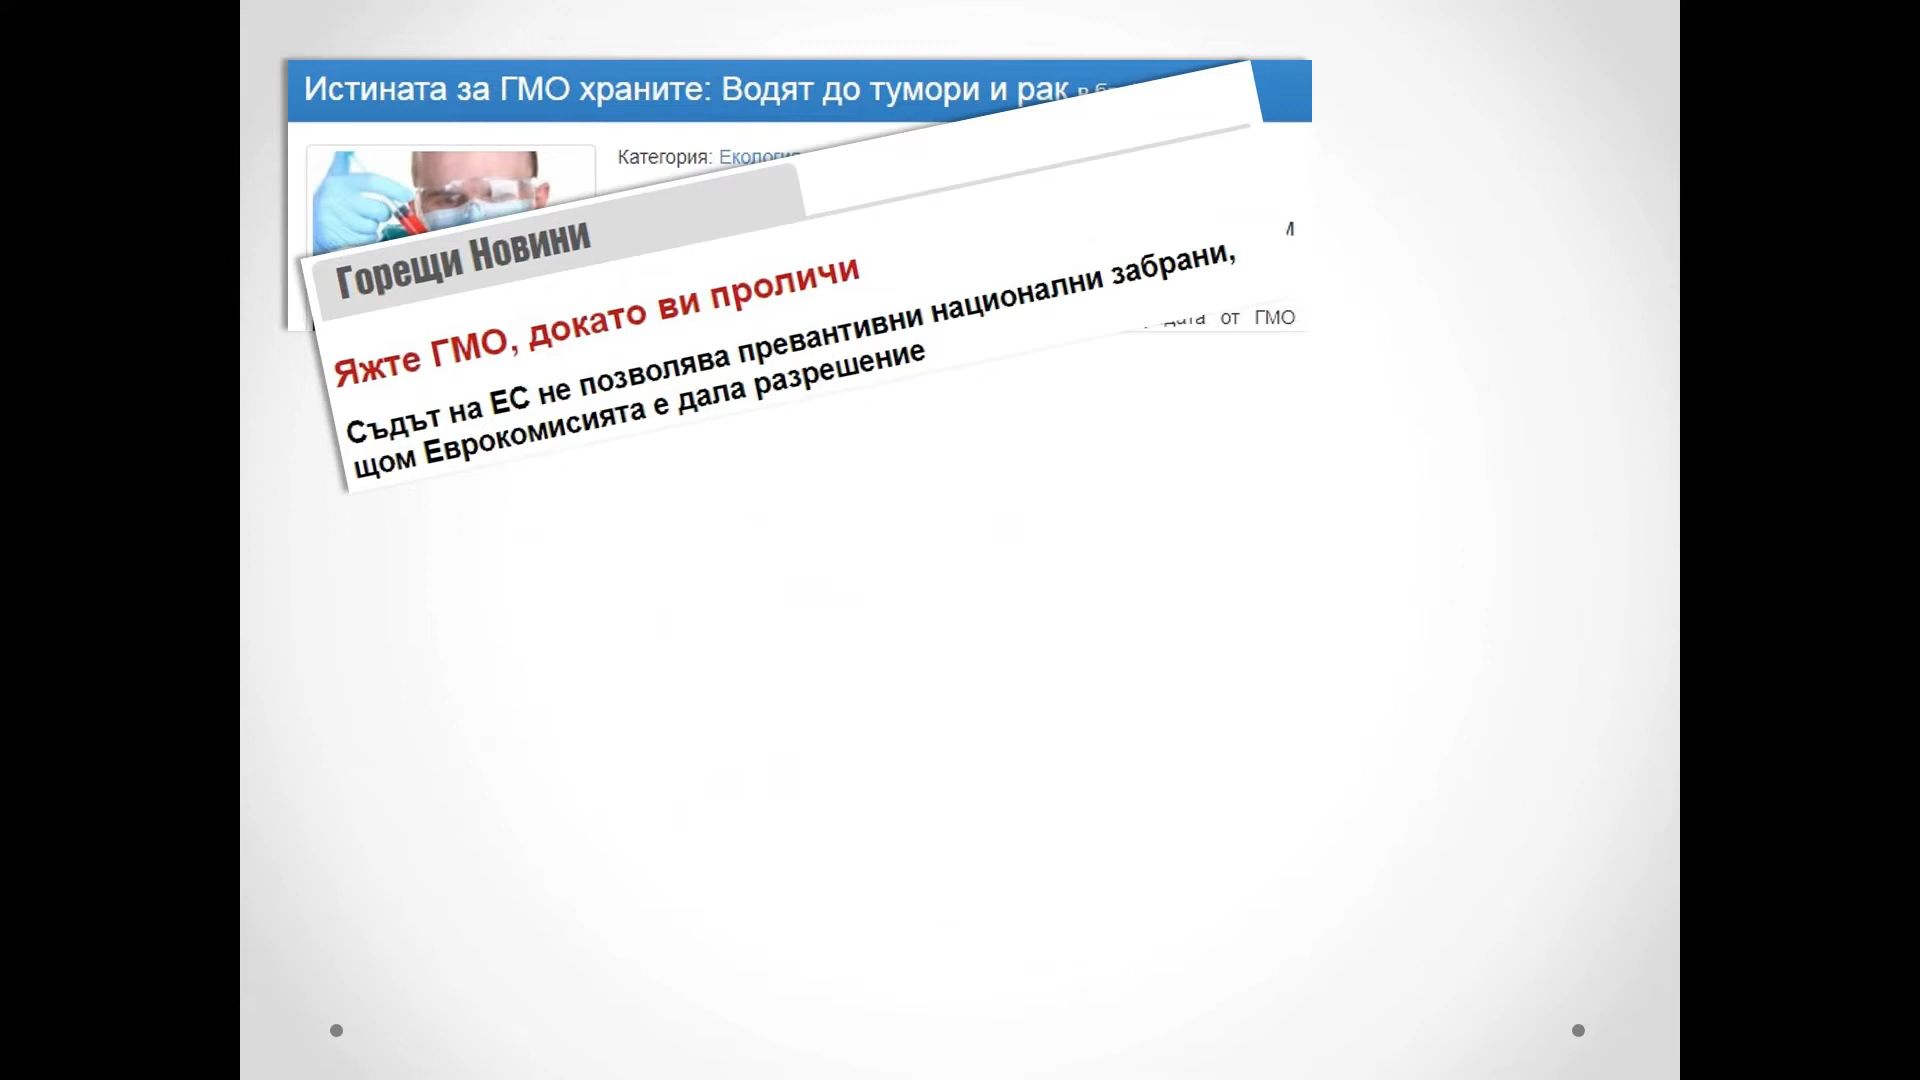 Истината за ГМО храните: Водят до тумори и рак
Категория: Екология
Горещи Новини
Яжте ГМО, докато ви проличи
Съдът на ЕС не позволява превантивни национални забрани,
щом Еврокомисията е дала разрешение
от ГМО